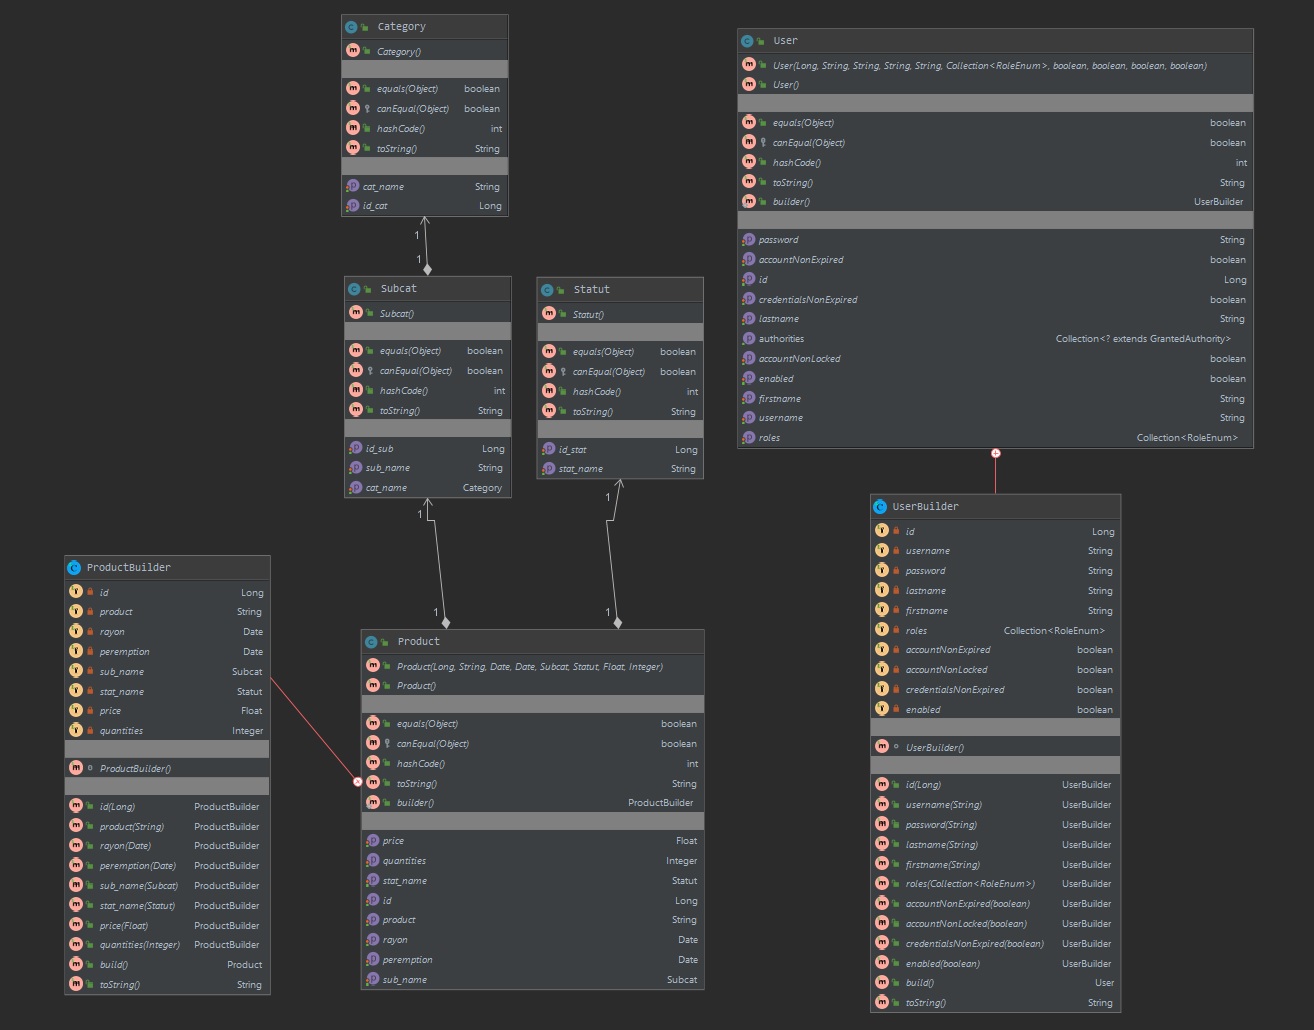 Category
Category()
equals(Object) boolean
canEqual(Object) boolean
hashCode() int
toString() String
cat_name String
id_cat Long
1
1
Subcat
Subcat()
equals(Object) boolean
canEqual(Object) boolean
hashCode() int
toString() String
id_sub Long
sub_name String
cat_name Category
1
1
Statut
Statut()
equals(Object) boolean
canEqual(Object) boolean
hashCode() int
toString() String
id_stat Long
stat_name String
1
1
User
User(Long, String, String, String, String, Collection<RoleEnum>, boolean, boolean, boolean, boolean)
User()
equals(Object) boolean
canEqual(Object) boolean
hashCode() int
toString() String
builder() UserBuilder
password String
accountNonExpired boolean
id Long
credentialsNonExpired boolean
lastname String
authorities Collection<? extends GrantedAuthority>
accountNonLocked boolean
enabled boolean
firstname String
username String
roles Collection<RoleEnum>
ProductBuilder
id Long
product String
rayon Date
peremption Date
sub_name Subcat
stat_name Statut
price Float
quantities Integer
ProductBuilder()
id(Long) ProductBuilder
product(String) ProductBuilder
rayon(Date) ProductBuilder
peremption(Date) ProductBuilder
sub_name(Subcat) ProductBuilder
stat_name(Statut) ProductBuilder
price(Float) ProductBuilder
quantities(Integer) ProductBuilder
build() Product
toString() String
Product
Product(Long, String, Date, Date, Subcat, Statut, Float, Integer)
Product()
equals(Object) boolean
canEqual(Object) boolean
hashCode() int
toString() String
builder() ProductBuilder
price Float
quantities Integer
stat_name Statut
id Long
product String
rayon Date
peremption Date
sub_name Subcat
UserBuilder
id Long
username String
password String
lastname String
firstname String
roles Collection<RoleEnum>
accountNonExpired boolean
accountNonLocked boolean
credentialsNonExpired boolean
enabled boolean
UserBuilder()
id(Long) UserBuilder
username(String) UserBuilder
password(String) UserBuilder
lastname(String) UserBuilder
firstname(String) UserBuilder
roles(Collection<RoleEnum>) UserBuilder
accountNonExpired(boolean) UserBuilder
accountNonLocked(boolean) UserBuilder
credentialsNonExpired(boolean) UserBuilder
enabled(boolean) UserBuilder
build() User
toString() String